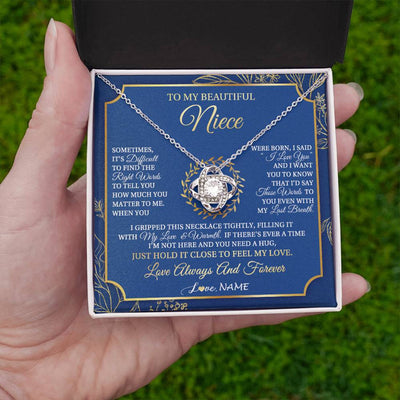 TO MY BEAUTIFUL
Niece
SOMETIMES,
IT'S Difficult
TO FIND THE
Right Words
TO TELL YOU
HOW MUCH YOU
MATTER TO ME.
WHEN YOU
WERE BORN, I SAID
"I Love You"
AND I WANT
YOU TO KNOW
THAT I'D SAY
Those Words TO
YOU EVEN WITH
MY Last Breath.
I GRIPPED THIS NECKLACE TIGHTLY, FILLING IT
WITH My Love & Warmth. IF THERE'S EVER A TIME
I'M NOT HERE AND YOU NEED A HUG,
JUST HOLD IT CLOSE TO FEEL MY LOVE.
Love Always And Forever
Love, NAME